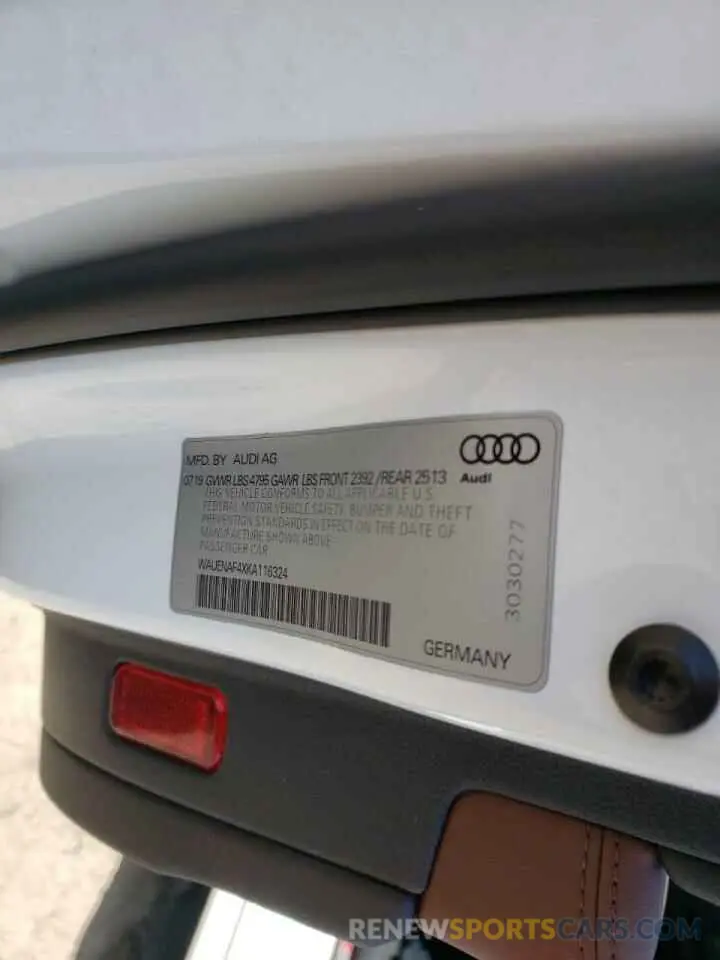 MFD. BY AUDI AG
07 19 GVWR LBS 4795 GAWR LBS FRONT 2392 / REAR 2513
THIS VEHICLE CONFORMS TO ALL APPLICABLE U.S.
FEDERAL MOTOR VEHICLE SAFETY, BUMPER AND THEFT
PREVENTION STANDARDS IN EFFECT ON THE DATE OF
MANUFACTURE SHOWN ABOVE
PASSENGER CAR
WAUENAF4XKA116324
Audi
3030277
GERMANY
RENEWSPORTSCARS.COM